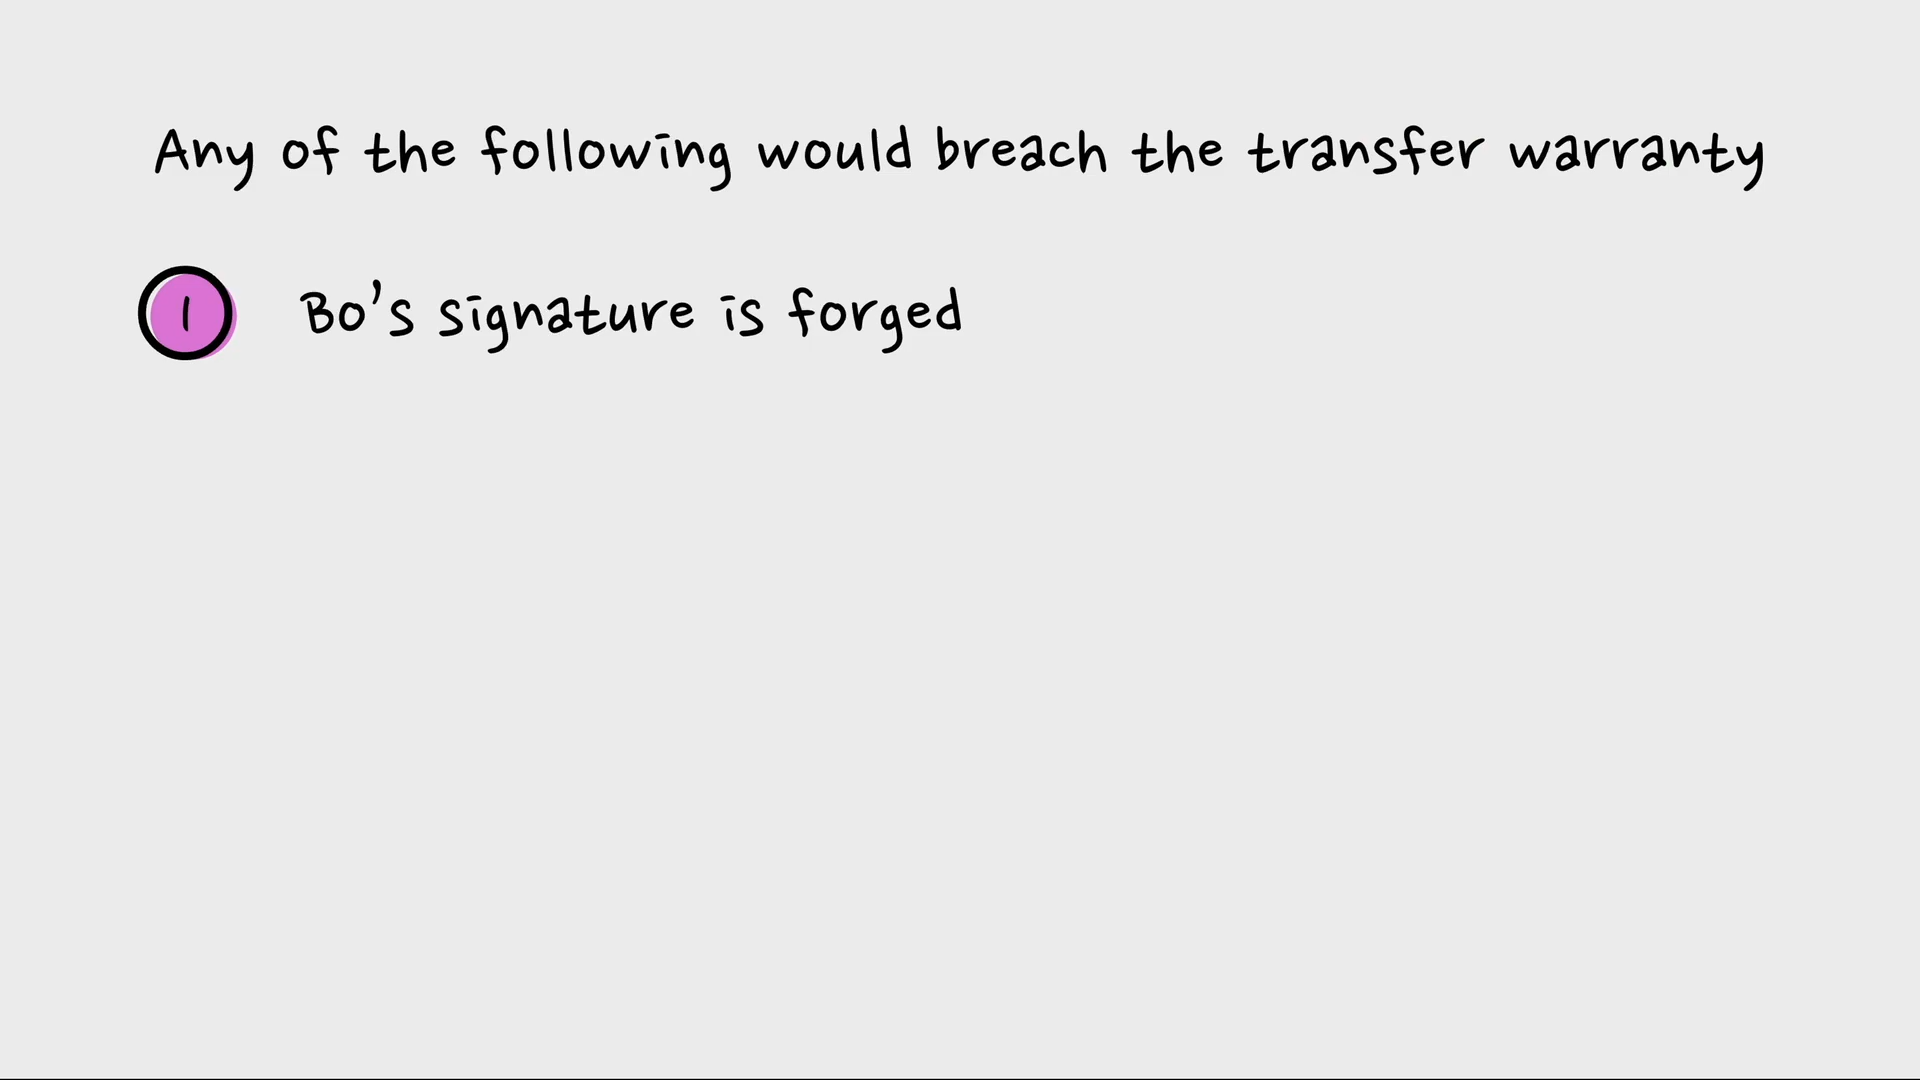 Any of the following would breach the transfer warranty
1 Bo's signature is forged